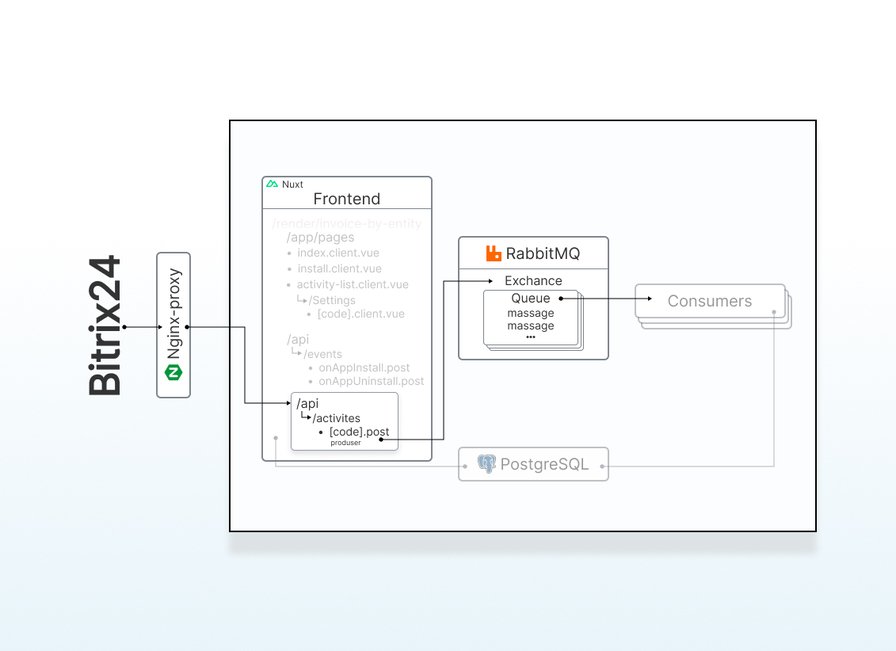 Bitrix24
Nginx-proxy
Nuxt
Frontend
/render/invoice-by-entity
/app/pages
index.client.vue
install.client.vue
activity-list.client.vue
/Settings
[code].client.vue
/api
/events
onAppInstall.post
onAppUninstall.post
/api
/activites
[code].post
produser
RabbitMQ
Exchance
Queue
massage
massage
...
Consumers
PostgreSQL